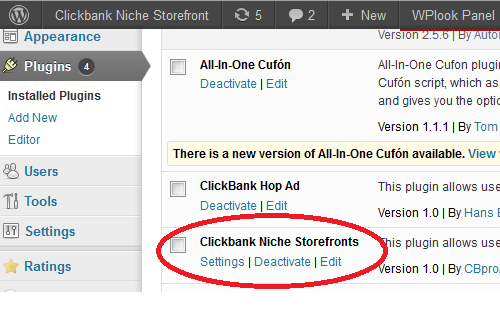 Clickbank Niche Storefront 5 2 + New WPlook Panel
Appearance
Version 2.5.6 | By
Plugins 4
All-In-One Cufón
All-In-One Cufon plugin
Deactivate | Edit
Cufón script, which as
Installed Plugins
and gives you the
Add New
Version 1.1.1 | By Tom
Editor
There is a new version of All-In-One Cufón available. View
Users
ClickBank Hop Ad
This plugin allows use
Tools
Deactivate | Edit
Version 1.0 | By Hans
Settings
Clickbank Niche Storefronts
This plugin allows use
Settings | Deactivate | Edit
Ratings
Version 1.0 | By CBpro